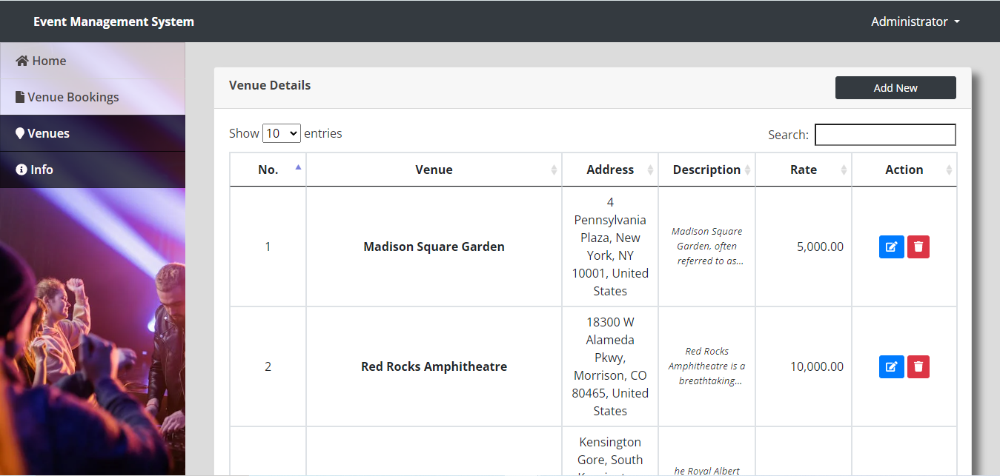 Event Management System
Administrator
Home
Venue Bookings
Venues
Info
Venue Details
Add New
Show 10 entries
Search:
No. Venue Address Description Rate Action
1
Madison Square Garden
4
Pennsylvania
Plaza, New
York, NY
10001, United
States
Madison Square
Garden, often
referred to as...
5,000.00
2
Red Rocks Amphitheatre
18300 W
Alameda
Pkwy,
Morrison, CO
80465, United
States
Red Rocks
Amphitheatre is a
breathtaking...
10,000.00
Kensington
Gore, South
he Royal Albert